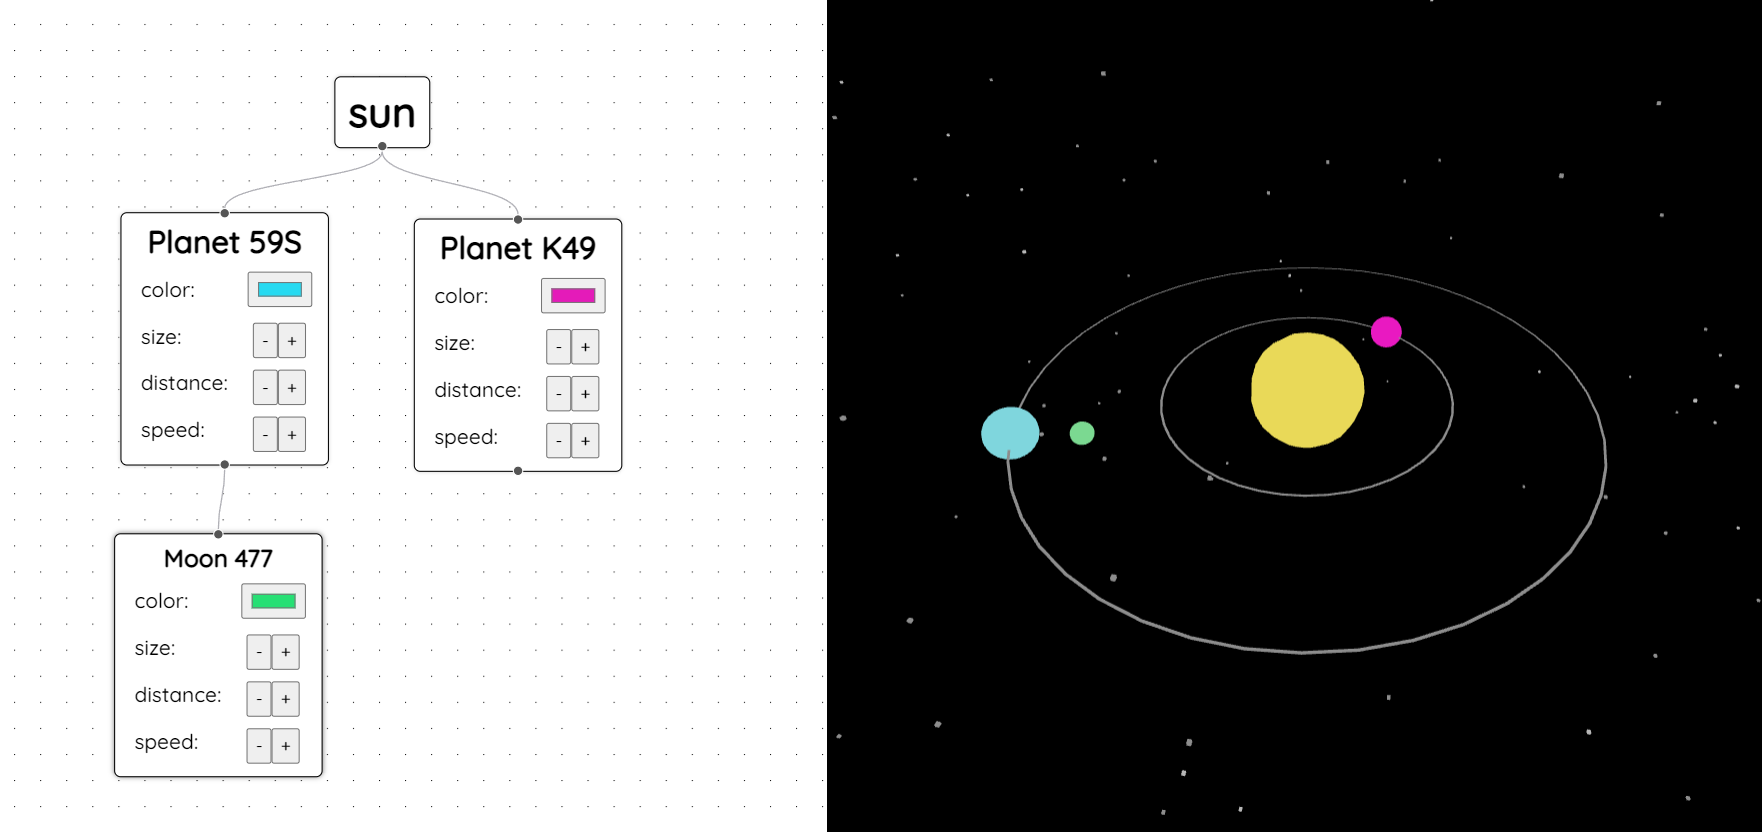 sun
Planet 59S
color:
size: - +
distance: - +
speed: - +
Planet K49
color:
size: - +
distance: - +
speed: - +
Moon 477
color:
size: - +
distance: - +
speed: - +